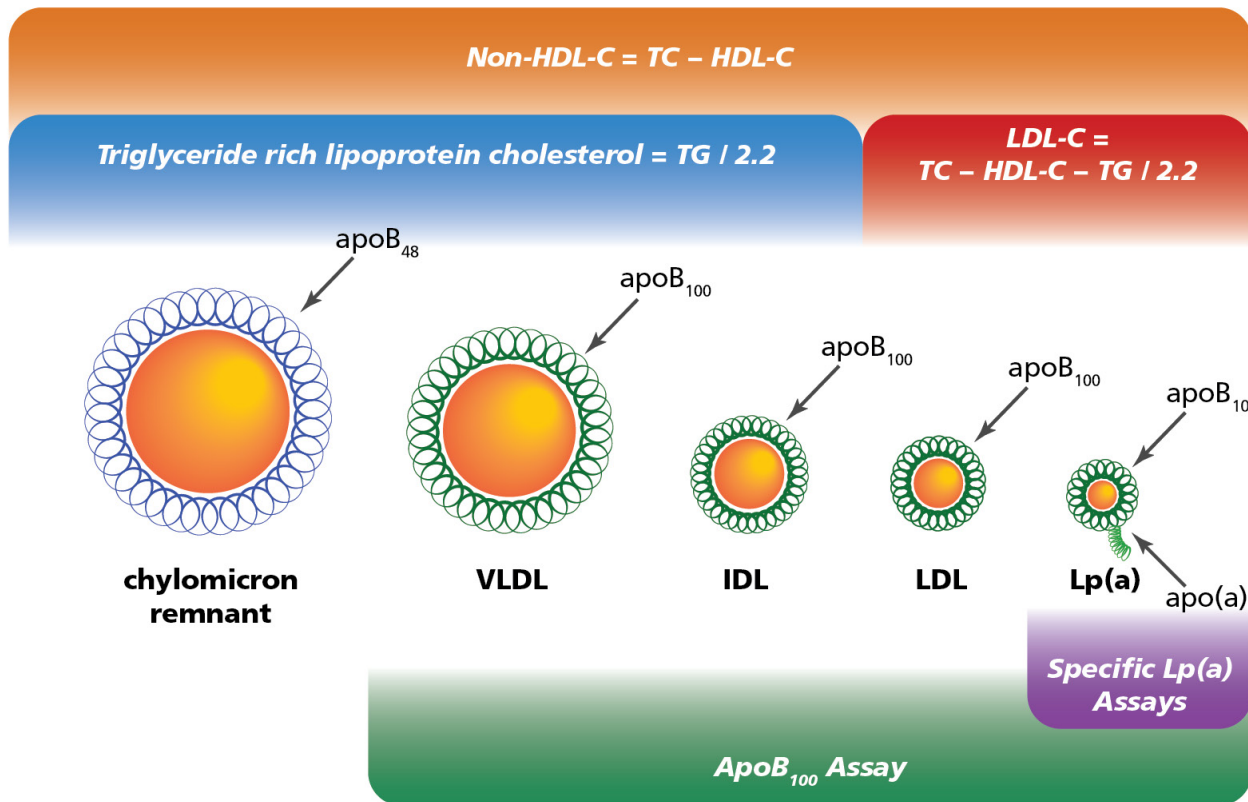 Non-HDL-C = TC – HDL-C
Triglyceride rich lipoprotein cholesterol = TG / 2.2
LDL-C =
TC – HDL-C – TG / 2.2
apoB48
apoB100
apoB100
apoB100
apoB10
chylomicron
remnant
VLDL
IDL
LDL
Lp(a)
apo(a)
Specific Lp(a)
Assays
ApoB100 Assay